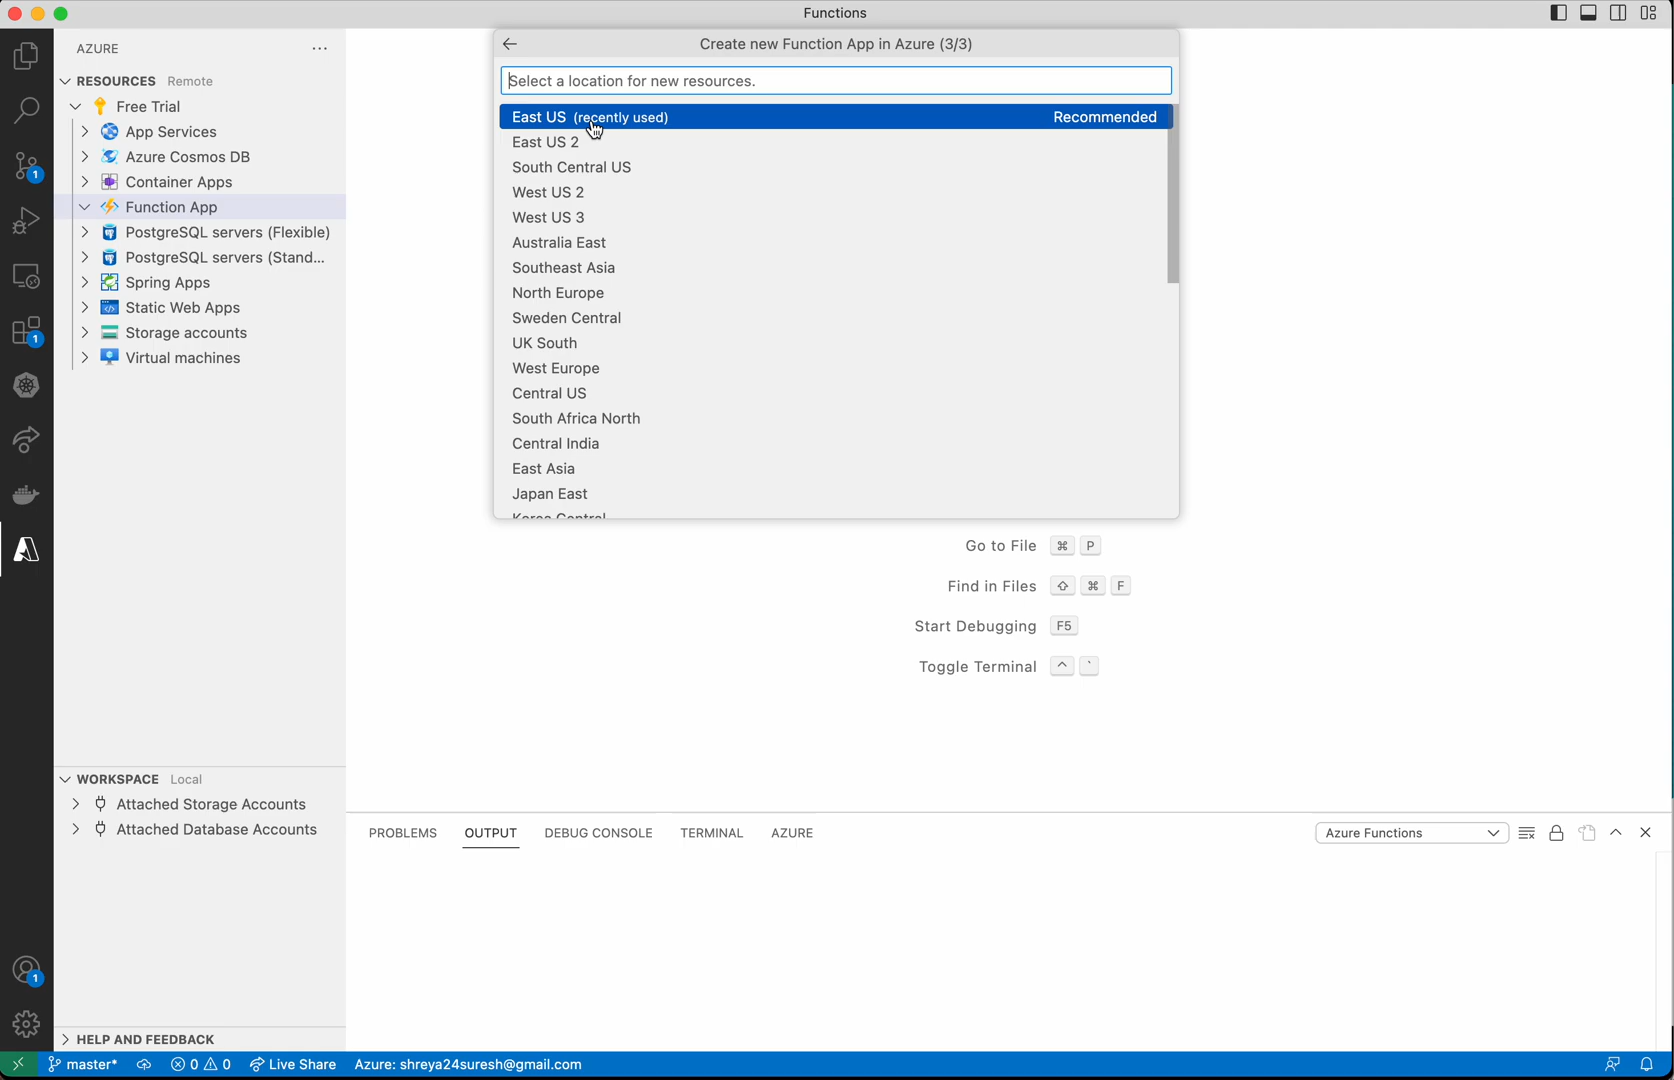 Functions
AZURE
RESOURCES Remote
Free Trial
App Services
Azure Cosmos DB
Container Apps
Function App
PostgreSQL servers (Flexible)
PostgreSQL servers (Stand...
Spring Apps
Static Web Apps
Storage accounts
Virtual machines
WORKSPACE Local
Attached Storage Accounts
Attached Database Accounts
HELP AND FEEDBACK
1
1
1
Create new Function App in Azure (3/3)
Select a location for new resources.
East US (recently used) Recommended
East US 2
South Central US
West US 2
West US 3
Australia East
Southeast Asia
North Europe
Sweden Central
UK South
West Europe
Central US
South Africa North
Central India
East Asia
Japan East
Korea Central
Go to File ⌘ P
Find in Files ⇧ ⌘ F
Start Debugging F5
Toggle Terminal ^ `
PROBLEMS OUTPUT DEBUG CONSOLE TERMINAL AZURE
Azure Functions
master* 0 0 Live Share Azure: shreya24suresh@gmail.com